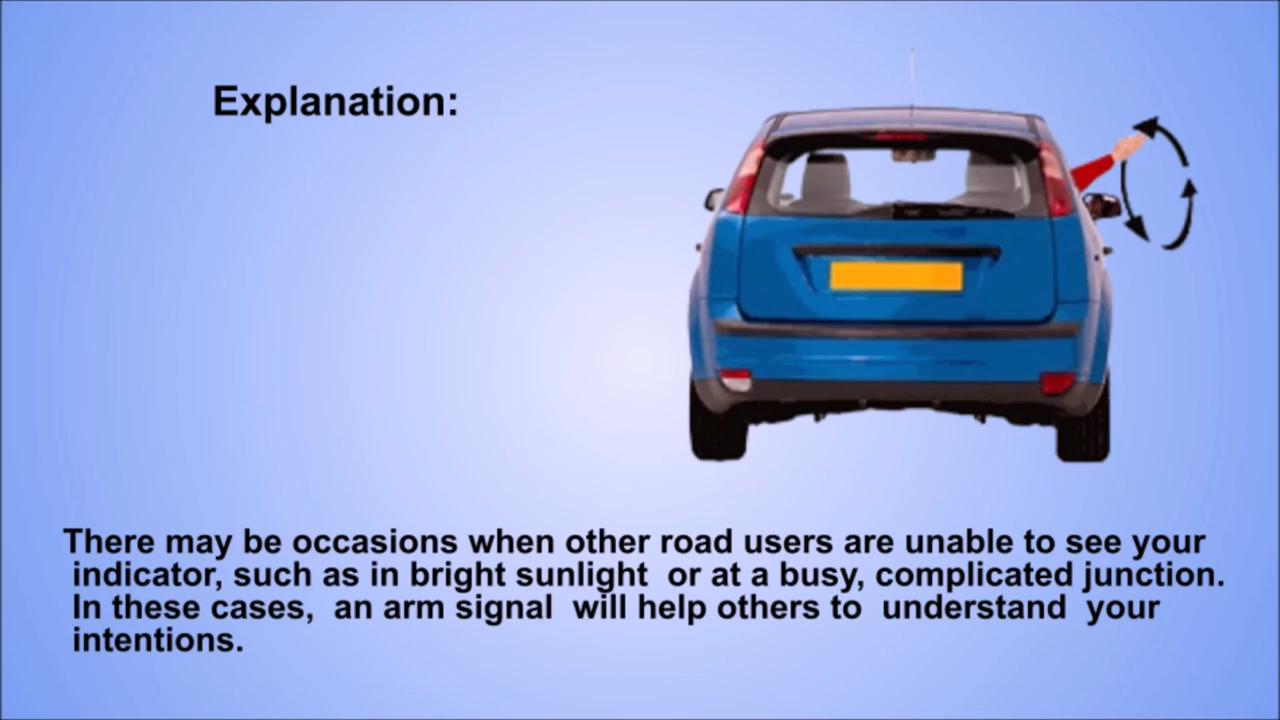 Explanation:
There may be occasions when other road users are unable to see your
indicator, such as in bright sunlight or at a busy, complicated junction.
In these cases, an arm signal will help others to understand your
intentions.